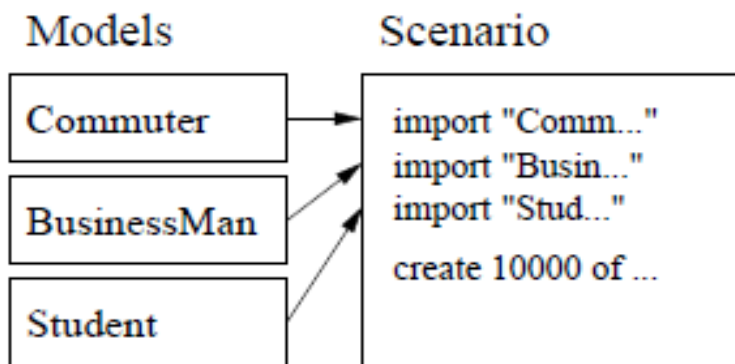 Models
Scenario
Commuter
BusinessMan
Student
import "Comm..."
import "Busin..."
import "Stud..."
create 10000 of ...